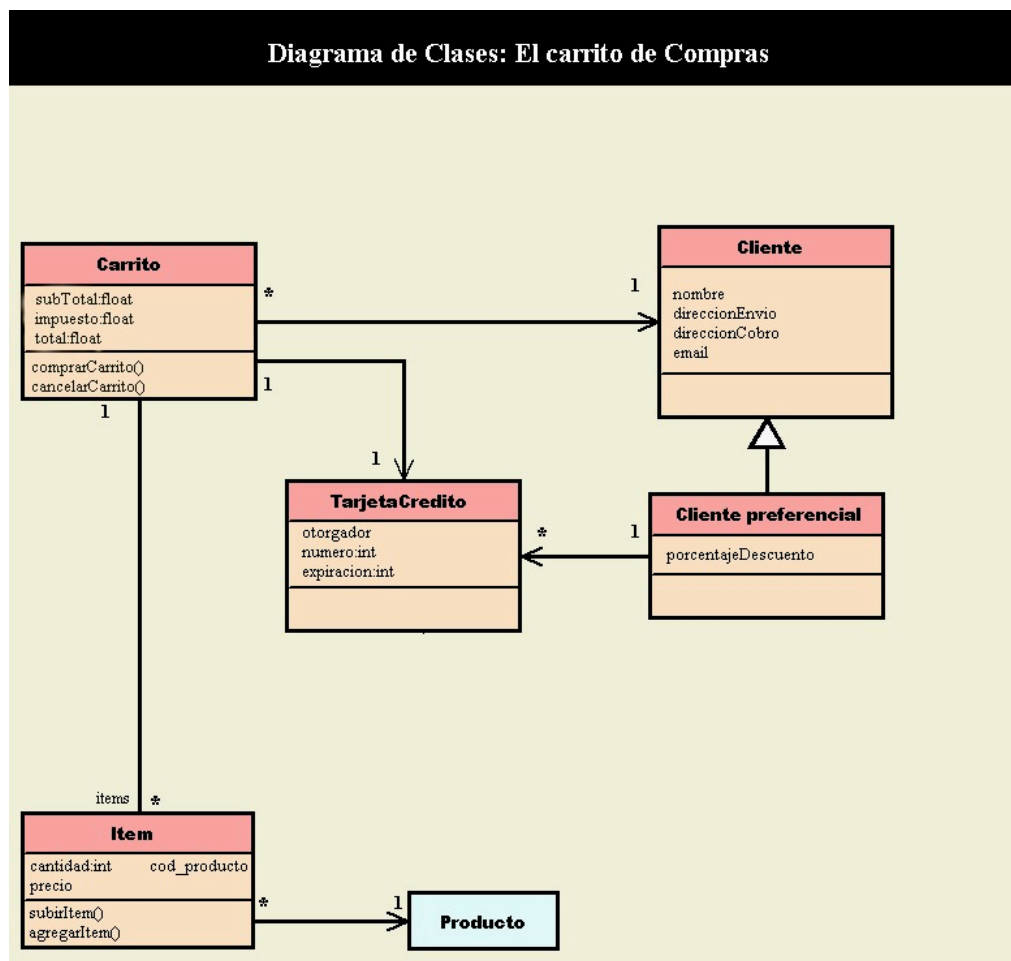 Diagrama de Clases: El carrito de Compras
Carrito
subTotal:float
impuesto:float
total:float
comprarCarrito()
cancelarCarrito()
*
1
Cliente
nombre
direccionEnvio
direccionCobro
email
1
1
1
TarjetaCredito
otorgador
numero:int
expiracion:int
*
1
Cliente preferencial
porcentajeDescuento
items *
Item
cantidad:int cod_producto
precio
subirItem()
agregarItem()
*
1
Producto